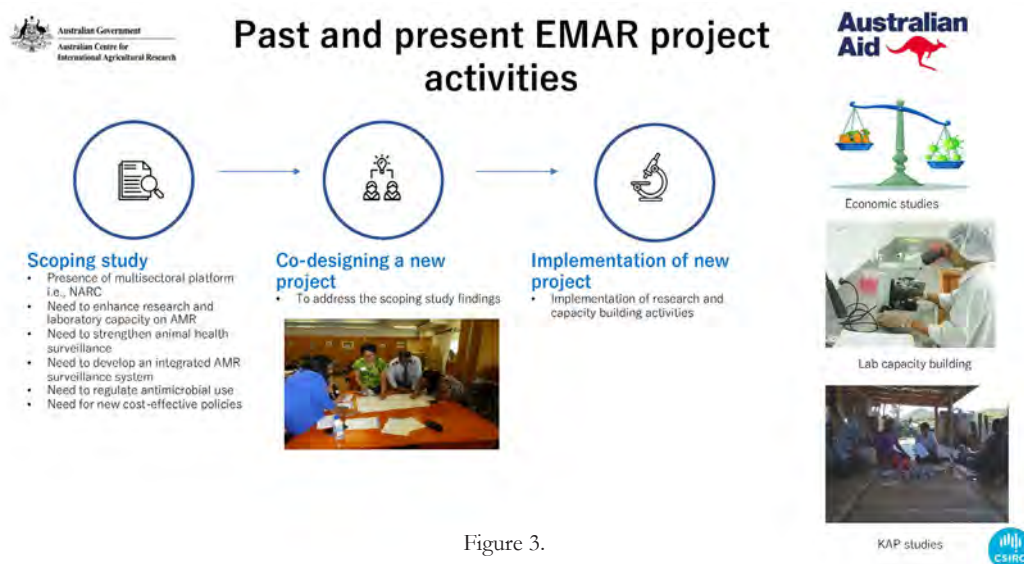 Australian Government
Australian Centre for
International Agricultural Research
Past and present EMAR project
activities
Australian
Aid
Scoping study
• Presence of multisectoral platform
i.e., NARC
• Need to enhance research and
laboratory capacity on AMR
• Need to strengthen animal health
surveillance
• Need to develop an integrated AMR
surveillance system
• Need to regulate antimicrobial use
• Need for new cost-effective policies
Co-designing a new
project
• To address the scoping study findings
Implementation of new
project
• Implementation of research and
capacity building activities
Economic studies
Lab capacity building
KAP studies
CSIRO
Figure 3.